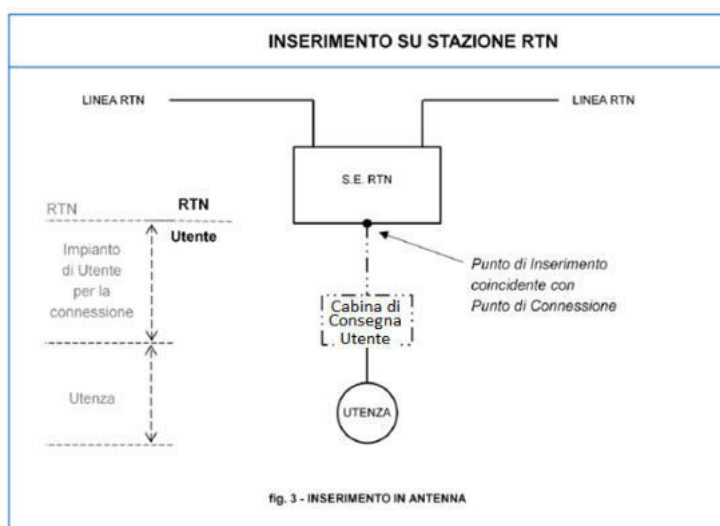 INSERIMENTO SU STAZIONE RTN
LINEA RTN
LINEA RTN
S.E. RTN
RTN
RTN
Utente
Impianto
di Utente
per la
connessione
Punto di Inserimento
coincidente con
Punto di Connessione
Cabina di
Consegna
Utente
Utenza
UTENZA
fig. 3 - INSERIMENTO IN ANTENNA